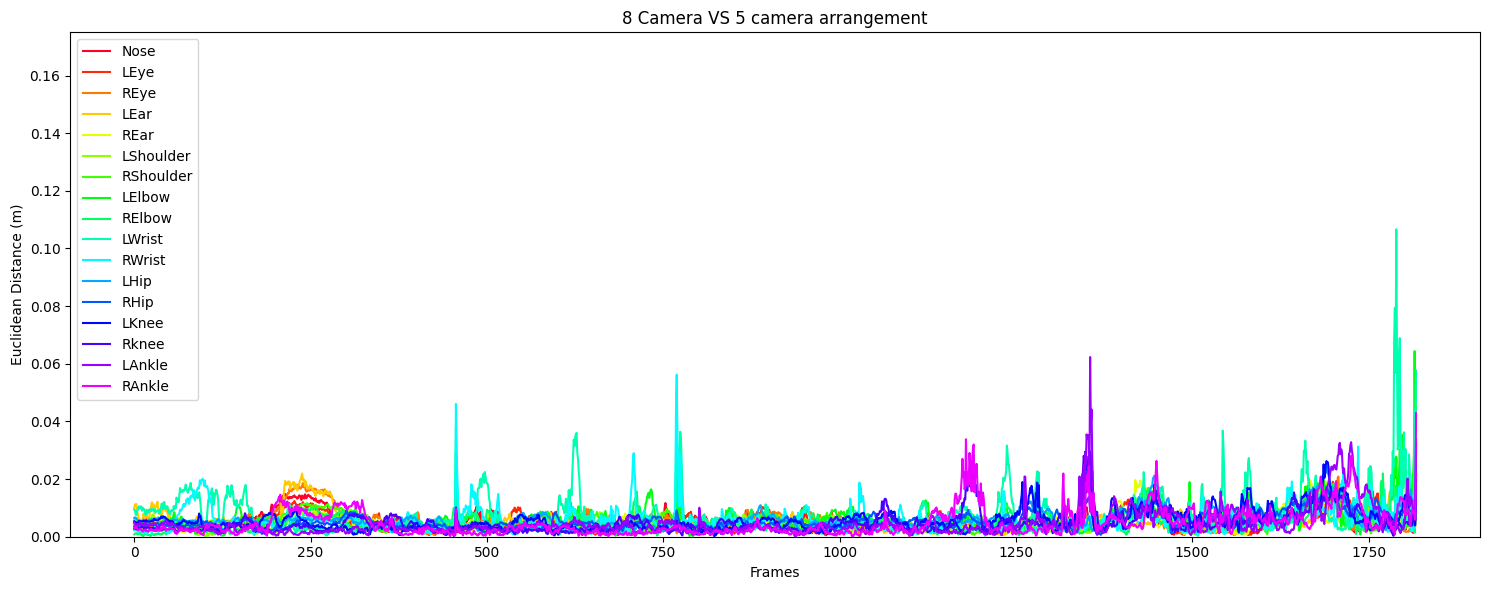 8 Camera VS 5 camera arrangement
Nose
LEye
REye
LEar
REar
LShoulder
RShoulder
LElbow
RElbow
LWrist
RWrist
LHip
RHip
LKnee
Rknee
LAnkle
RAnkle
0.16
0.14
0.12
0.10
0.08
0.06
0.04
0.02
0.00
Euclidean Distance (m)
0 250 500 750 1000 1250 1500 1750
Frames